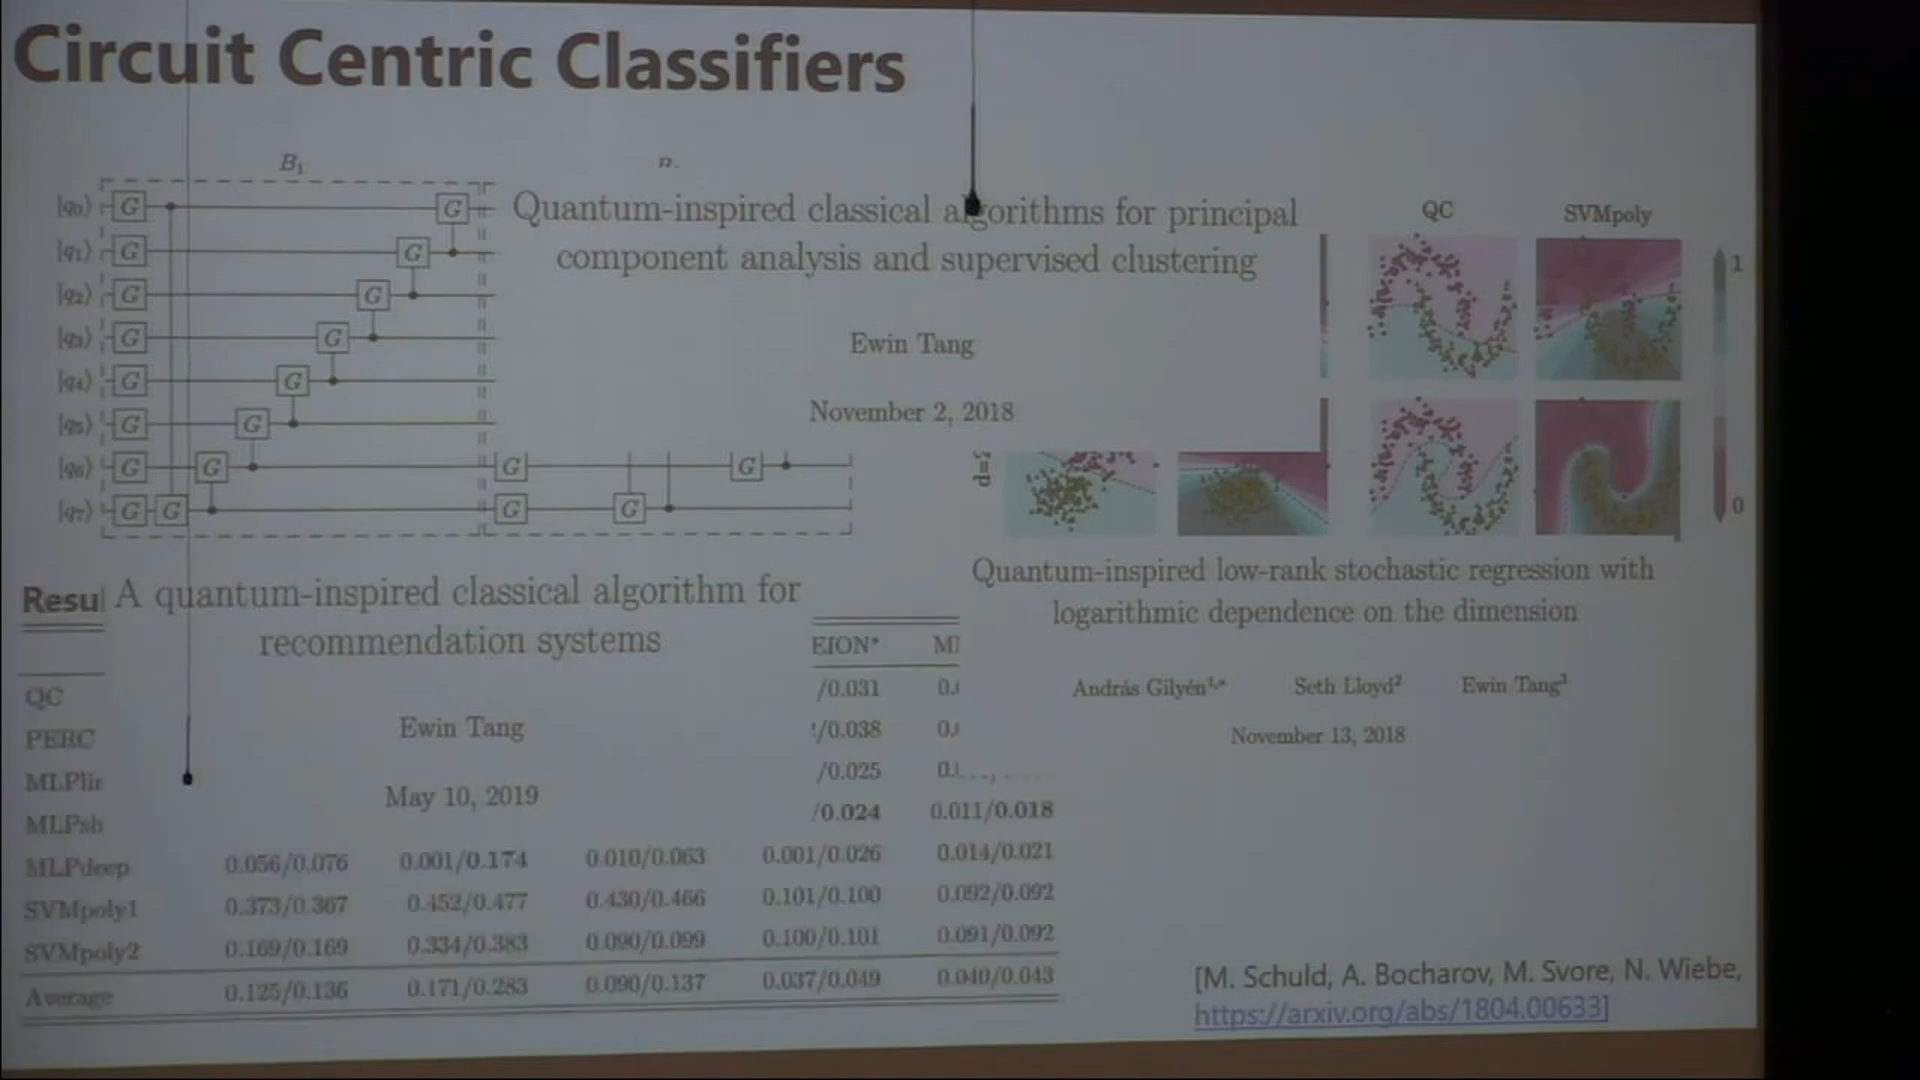 Circuit Centric Classifiers
B₁
|q₀⟩ G G
|q₁⟩ G G
|q₂⟩ G G
|q₃⟩ G G
|q₄⟩ G G
|q₅⟩ G G
|q₆⟩ G G G G
|q₇⟩ G G G G
Quantum-inspired classical algorithms for principal
component analysis and supervised clustering
Ewin Tang
November 2, 2018
QC SVMpoly
1
0
d=
Resul
A quantum-inspired classical algorithm for
recommendation systems
Ewin Tang
May 10, 2019
Quantum-inspired low-rank stochastic regression with
logarithmic dependence on the dimension
András Gilyén¹,* Seth Lloyd² Ewin Tang³
November 13, 2018
EION*
QC /0.031
PERC /0.038
MLPlir /0.025
MLPsh /0.024 0.011/0.018
MLPdeep 0.056/0.076 0.001/0.174 0.010/0.063 0.001/0.026 0.014/0.021
SVMpoly1 0.373/0.367 0.452/0.477 0.430/0.466 0.101/0.100 0.092/0.092
SVMpoly2 0.169/0.169 0.334/0.383 0.090/0.099 0.100/0.101 0.091/0.092
Average 0.125/0.136 0.171/0.283 0.090/0.137 0.037/0.049 0.040/0.043
[M. Schuld, A. Bocharov, M. Svore, N. Wiebe,
https://arxiv.org/abs/1804.00633]